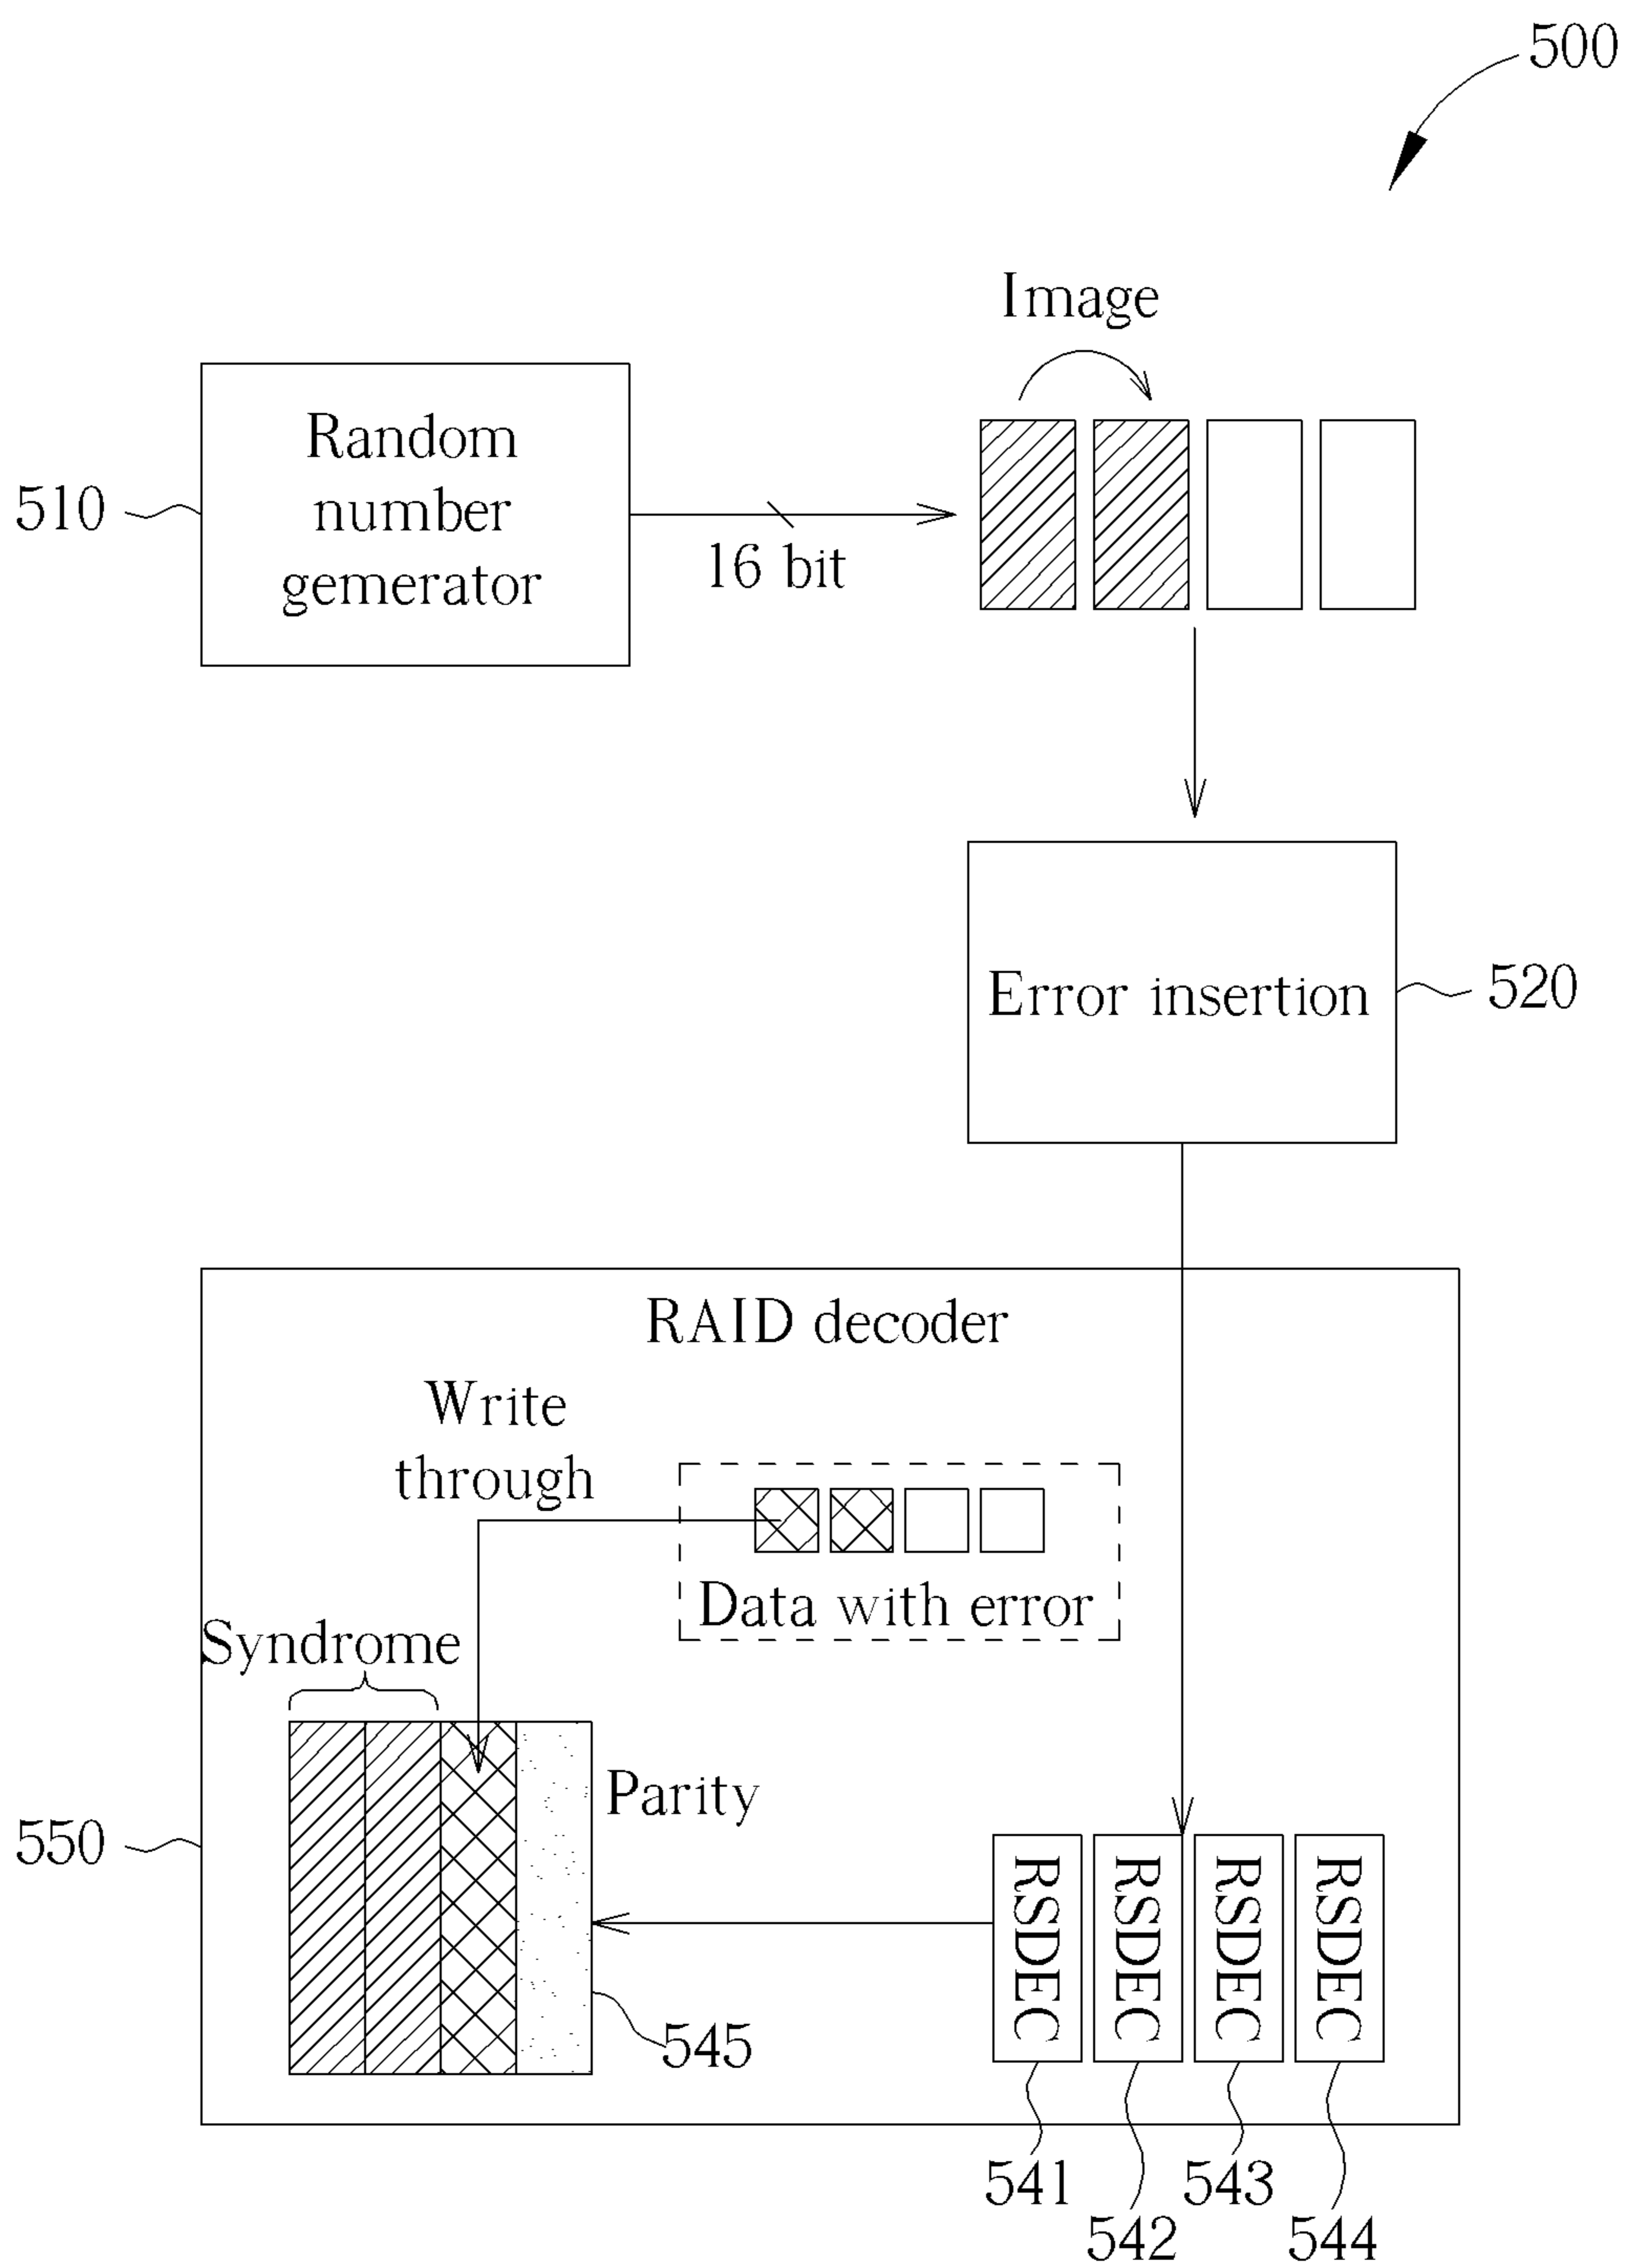 500
Image
Random
number
gemerator
510
16 bit
Error insertion
520
RAID decoder
Write
through
Data with error
Syndrome
Parity
550
RSDEC
RSDEC
RSDEC
RSDEC
545
541
542
543
544